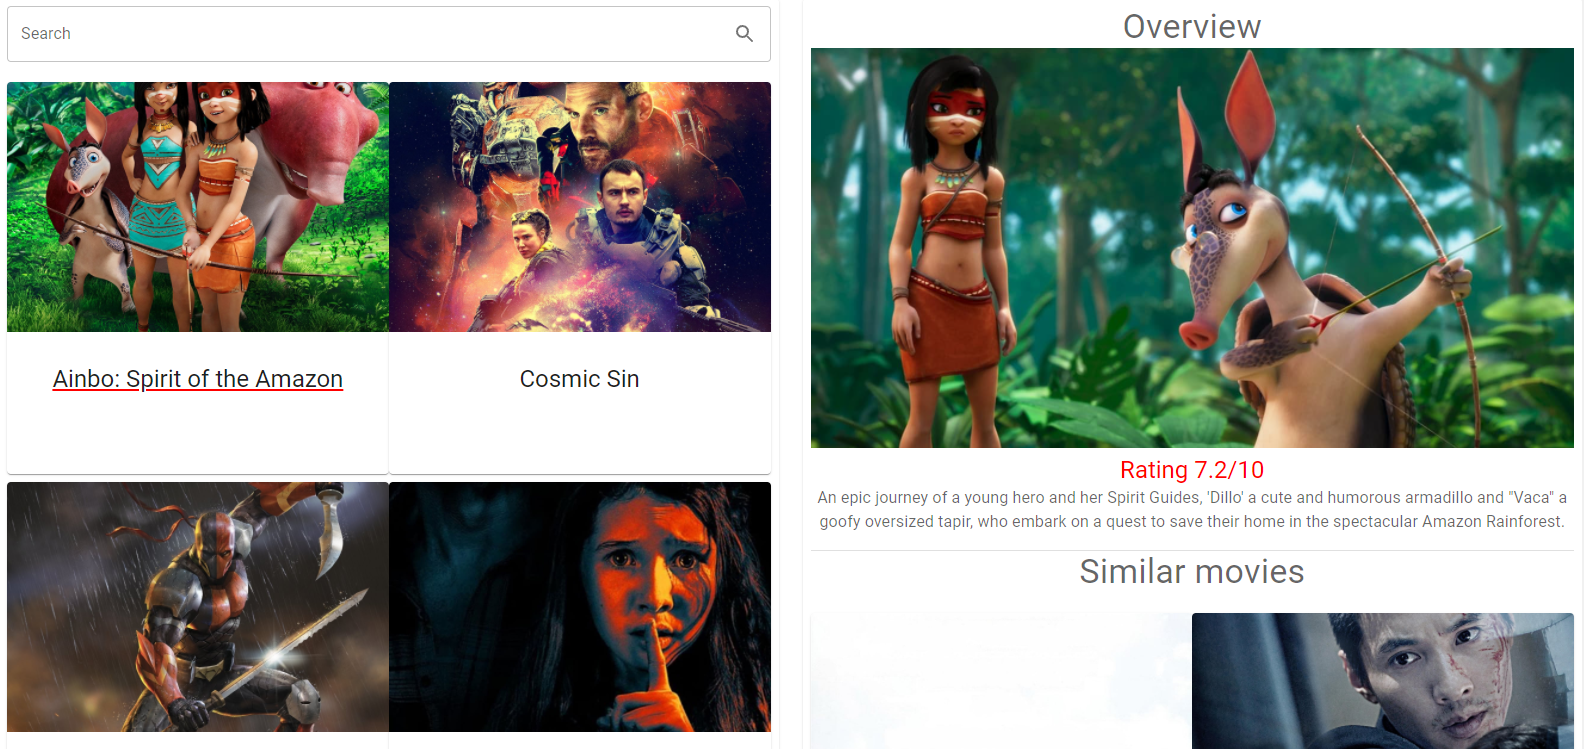 Search
Ainbo: Spirit of the Amazon
Cosmic Sin
Overview
Rating 7.2/10
An epic journey of a young hero and her Spirit Guides, 'Dillo' a cute and humorous armadillo and "Vaca" a
goofy oversized tapir, who embark on a quest to save their home in the spectacular Amazon Rainforest.
Similar movies